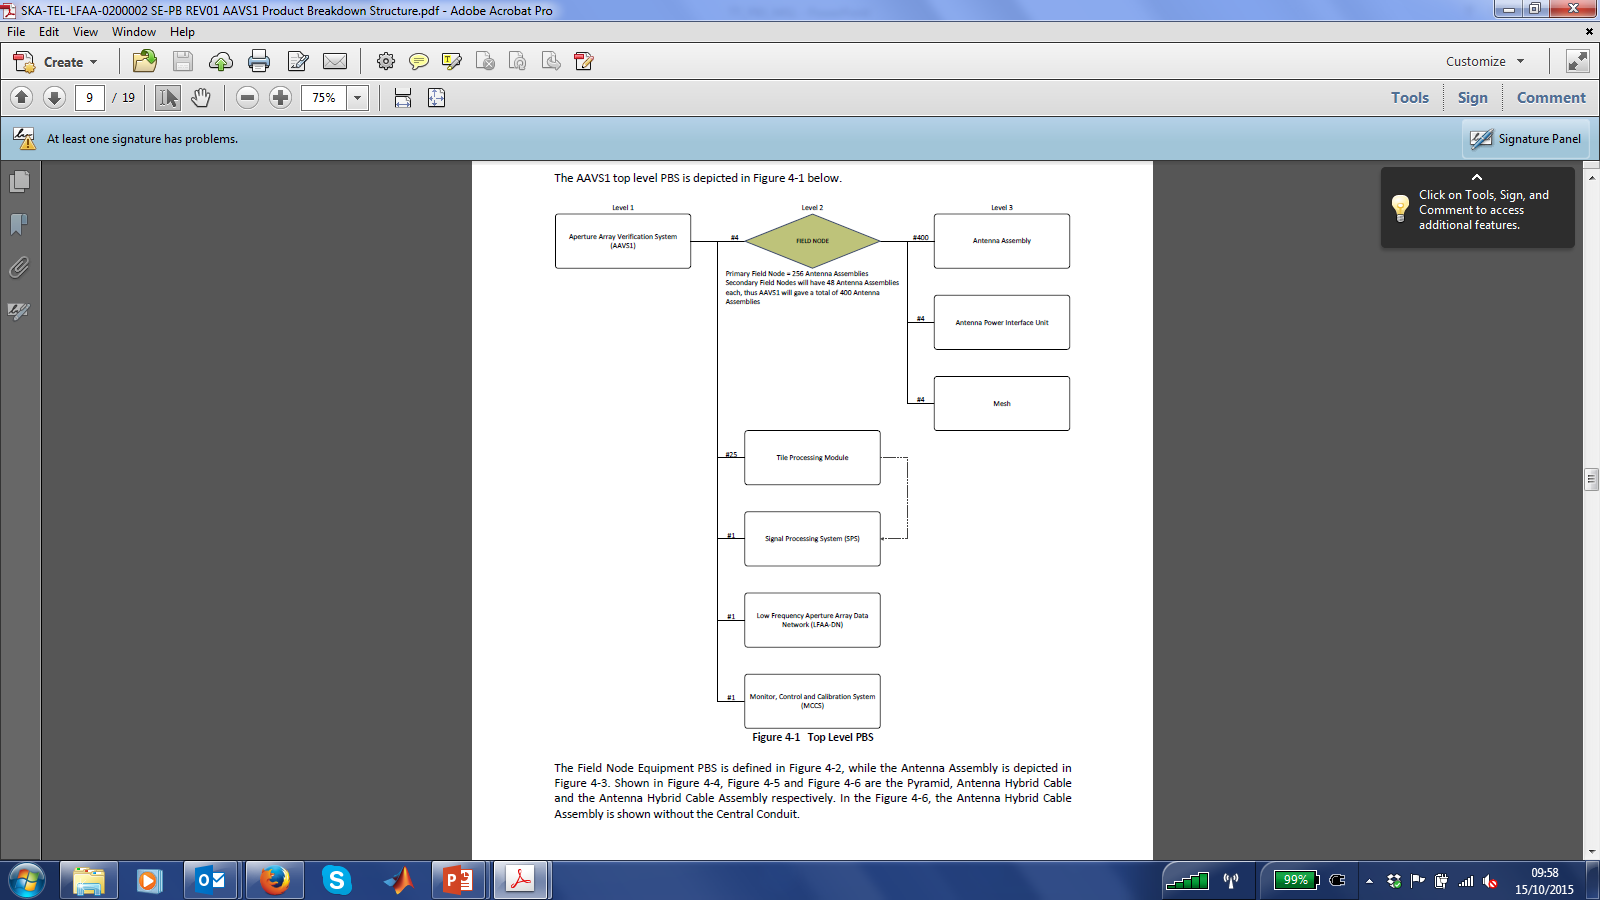 SKA-TEL-LFAA-0200002 SE-PB REV01 AAVS1 Product Breakdown Structure.pdf - Adobe Acrobat Pro
File Edit View Window Help
Create
Customize
9 / 19
75%
Tools Sign Comment
At least one signature has problems.
Signature Panel
Click on Tools, Sign, and
Comment to access
additional features.
The AAVS1 top level PBS is depicted in Figure 4-1 below.
Level 1
Level 2
Level 3
Aperture Array Verification System
(AAVS1)
#4
FIELD NODE
#400
Antenna Assembly
Primary Field Node = 256 Antenna Assemblies
Secondary Field Nodes will have 48 Antenna Assemblies
each, thus AAVS1 will gave a total of 400 Antenna
Assemblies
#4
Antenna Power Interface Unit
#4
Mesh
#25
Tile Processing Module
#1
Signal Processing System (SPS)
#1
Low Frequency Aperture Array Data
Network (LFAA-DN)
#1
Monitor, Control and Calibration System
(MCCS)
Figure 4-1 Top Level PBS
The Field Node Equipment PBS is defined in Figure 4-2, while the Antenna Assembly is depicted in
Figure 4-3. Shown in Figure 4-4, Figure 4-5 and Figure 4-6 are the Pyramid, Antenna Hybrid Cable
and the Antenna Hybrid Cable Assembly respectively. In the Figure 4-6, the Antenna Hybrid Cable
Assembly is shown without the Central Conduit.
99%
09:58
15/10/2015